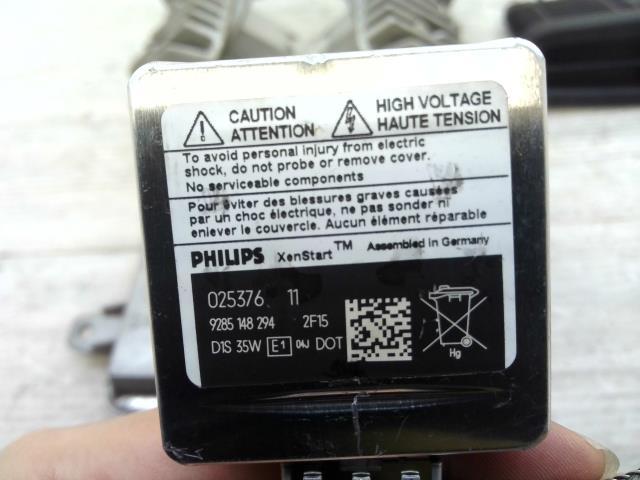 CAUTION
ATTENTION
HIGH VOLTAGE
HAUTE TENSION
To avoid personal injury from electric
shock, do not probe or remove cover.
No serviceable components
Pour éviter des blessures graves causées
par un choc électrique, ne pas sonder ni
enlever le couvercle. Aucun élément réparable
PHILIPS XenStart™ Assembled in Germany
025376 11
9285 148 294 2F15
D1S 35W E1 DOT
Hg